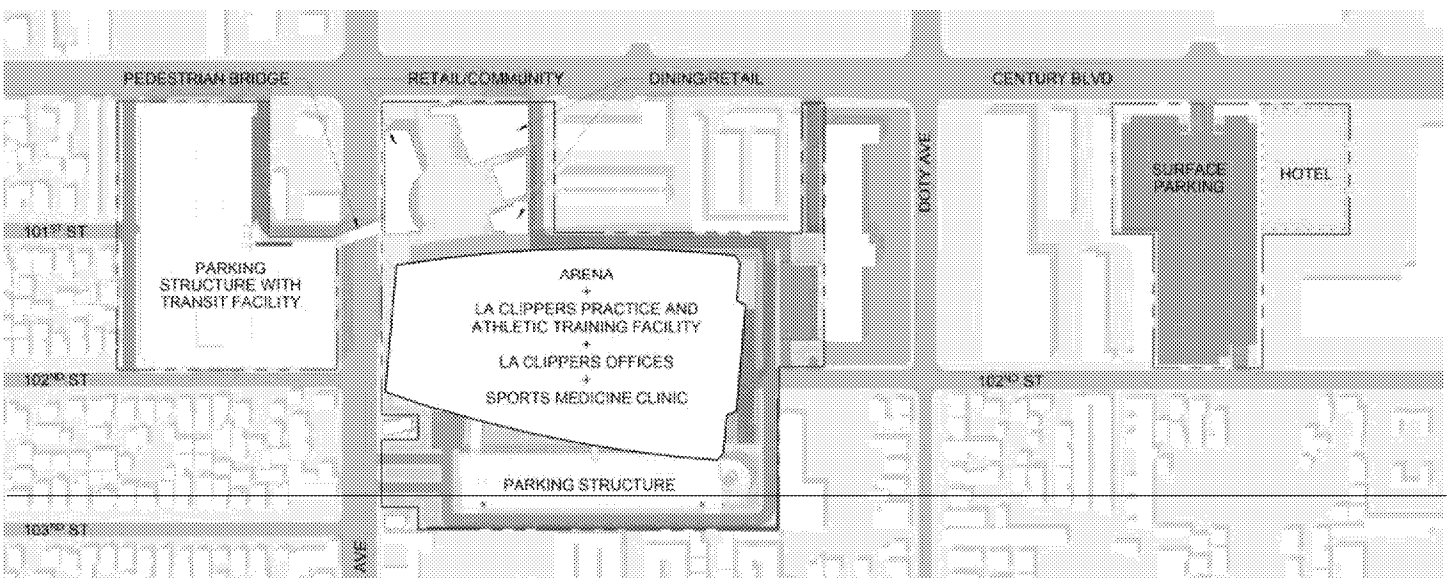 PEDESTRIAN BRIDGE
RETAIL/COMMUNITY
DINING/RETAIL
CENTURY BLVD
DOTY AVE
SURFACE
PARKING
HOTEL
101ST ST
PARKING
STRUCTURE WITH
TRANSIT FACILITY
ARENA
+
LA CLIPPERS PRACTICE AND
ATHLETIC TRAINING FACILITY
+
LA CLIPPERS OFFICES
+
SPORTS MEDICINE CLINIC
102ND ST
102ND ST
PARKING STRUCTURE
103RD ST
AVE